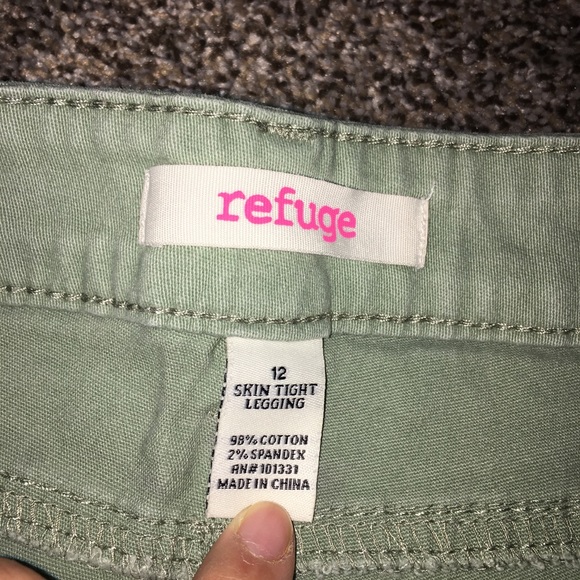 refuge
12
SKIN TIGHT
LEGGING
98% COTTON
2% SPANDEX
RN# 101331
MADE IN CHINA